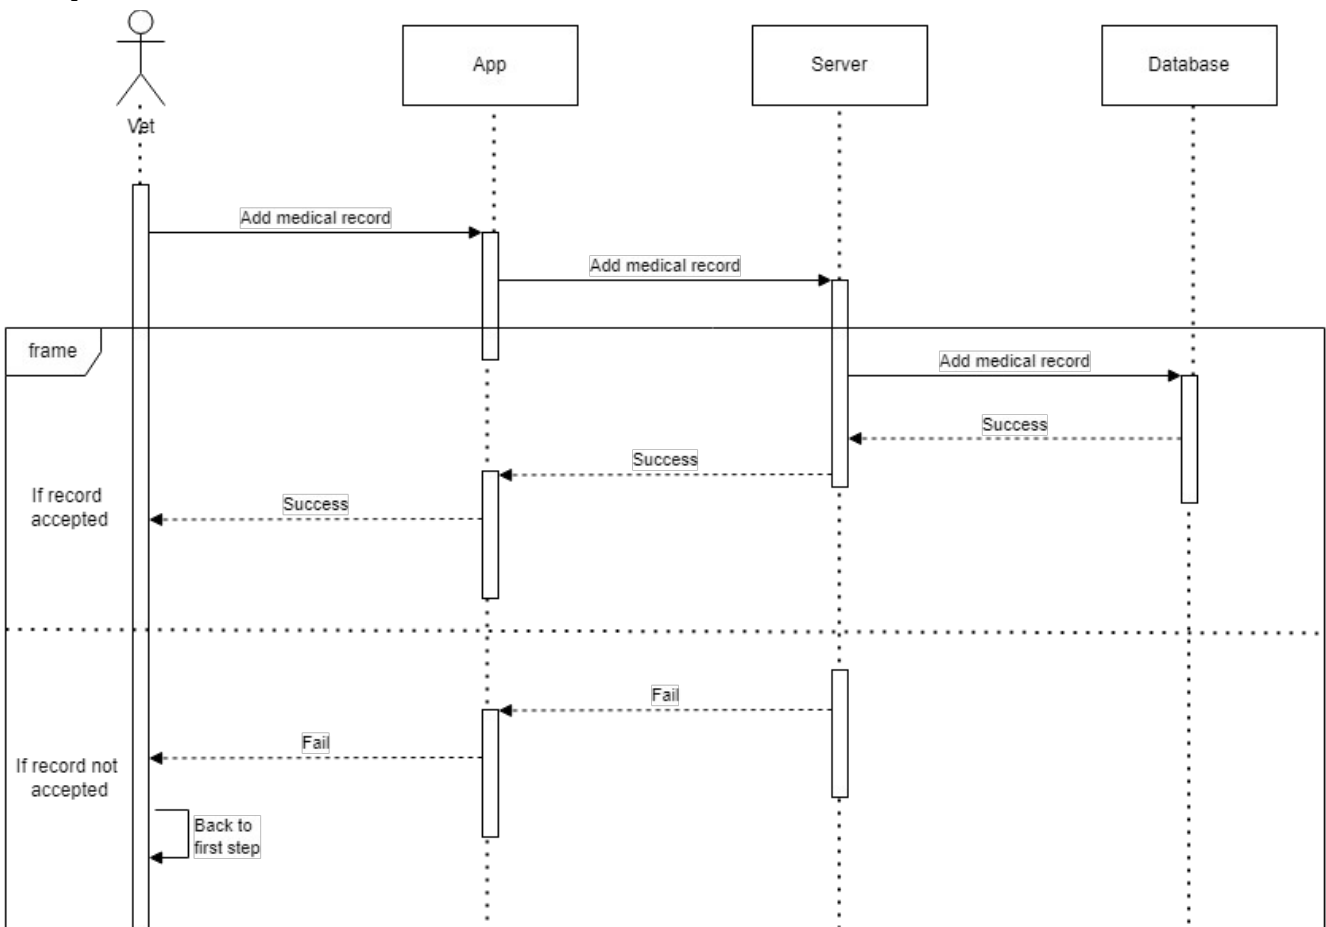 Vet
App
Server
Database
Add medical record
Add medical record
frame
Add medical record
Success
Success
If record
accepted
Success
Fail
Fail
If record not
accepted
Back to
first step